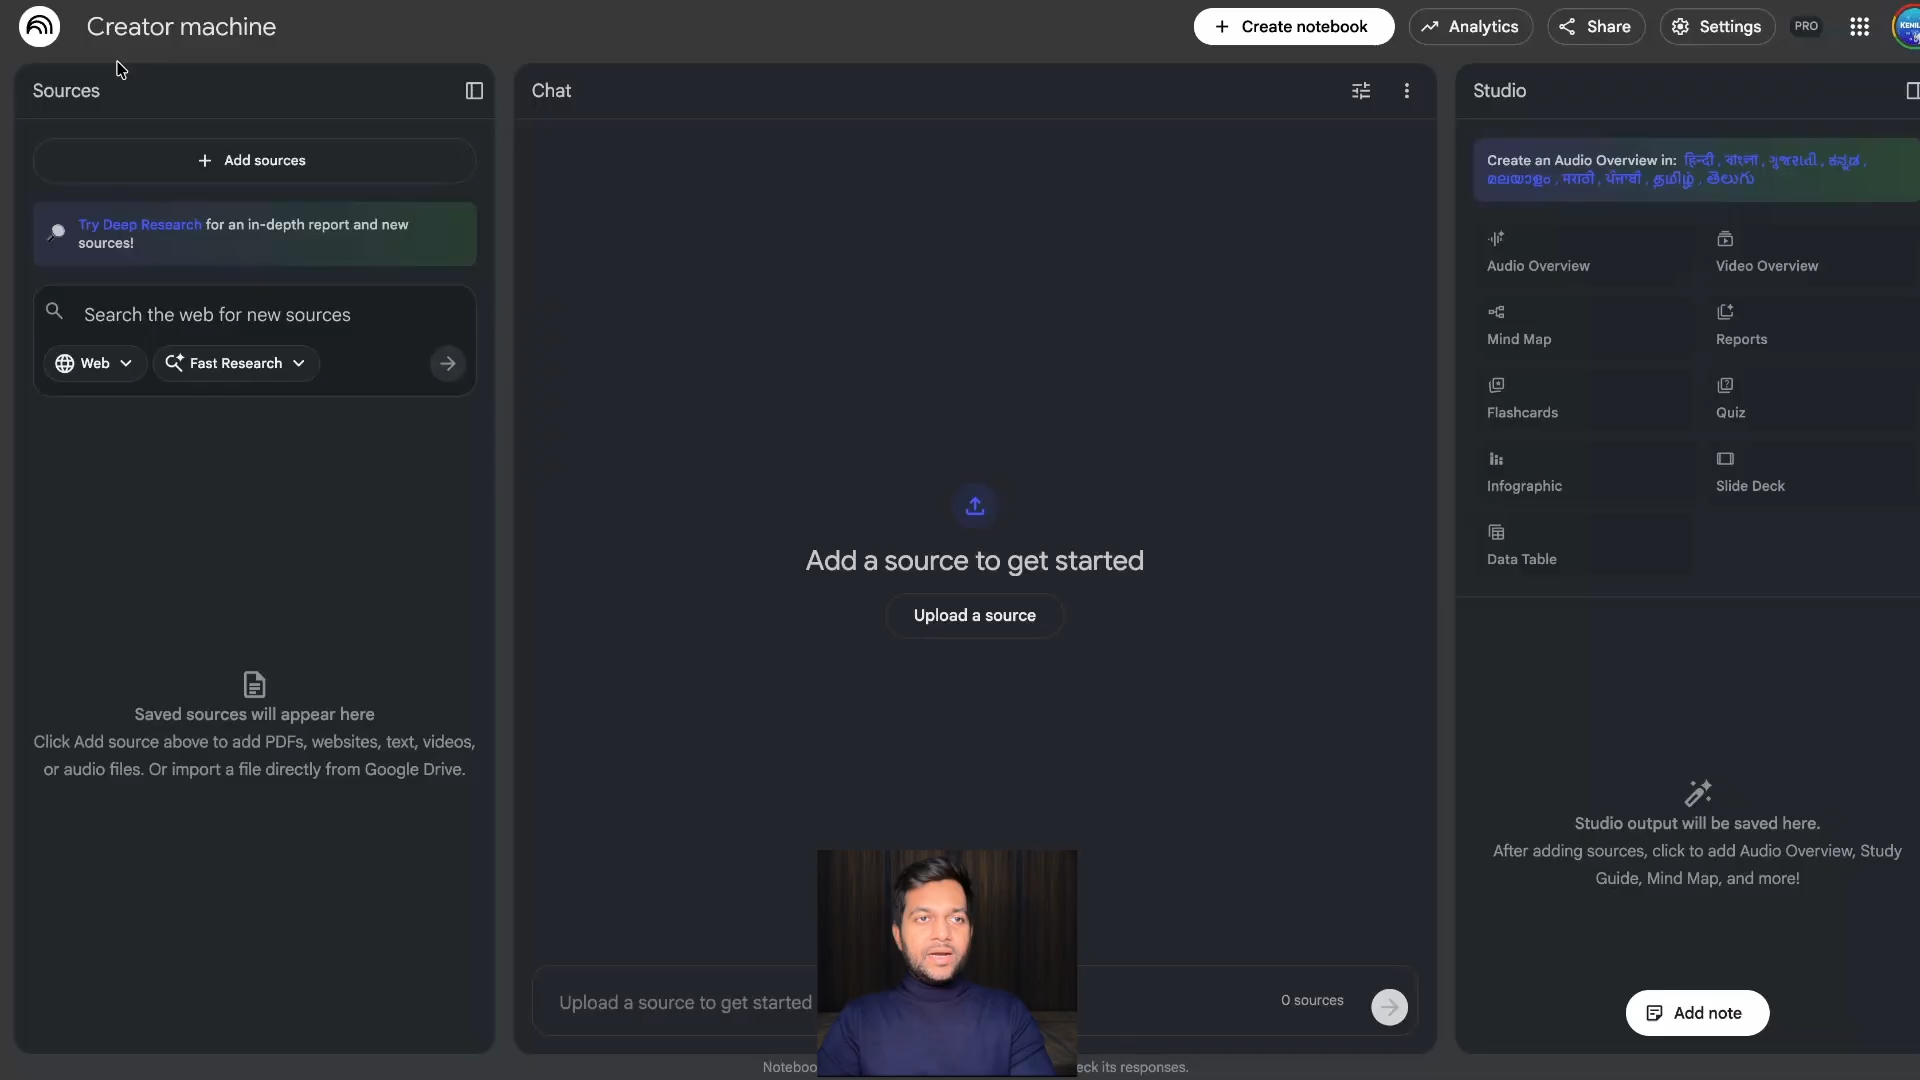 Creator machine
Create notebook
Analytics
Share
Settings
PRO
Sources
Add sources
Try Deep Research for an in-depth report and new
sources!
Search the web for new sources
Web
Fast Research
Saved sources will appear here
Click Add source above to add PDFs, websites, text, videos,
or audio files. Or import a file directly from Google Drive.
Chat
Add a source to get started
Upload a source
Upload a source to get started
0 sources
eck its responses.
Studio
Create an Audio Overview in: हिन्दी, বাংলা, ગુજરાતી, ಕನ್ನಡ,
മലയാളം, मराठी, ਪੰਜਾਬੀ, தமிழ், తెలుగు
Audio Overview
Video Overview
Mind Map
Reports
Flashcards
Quiz
Infographic
Slide Deck
Data Table
Studio output will be saved here.
After adding sources, click to add Audio Overview, Study
Guide, Mind Map, and more!
Add note